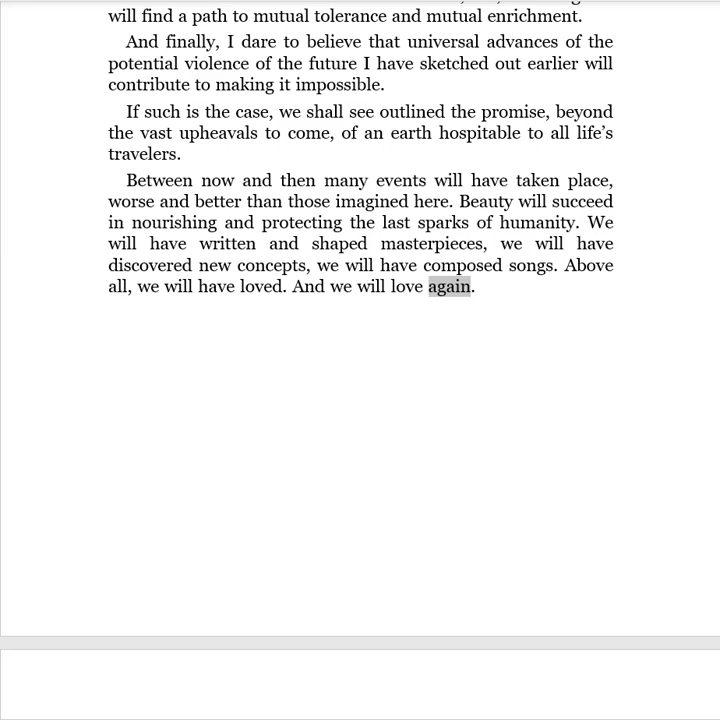 will find a path to mutual tolerance and mutual enrichment.
And finally, I dare to believe that universal advances of the
potential violence of the future I have sketched out earlier will
contribute to making it impossible.
If such is the case, we shall see outlined the promise, beyond
the vast upheavals to come, of an earth hospitable to all life’s
travelers.
Between now and then many events will have taken place,
worse and better than those imagined here. Beauty will succeed
in nourishing and protecting the last sparks of humanity. We
will have written and shaped masterpieces, we will have
discovered new concepts, we will have composed songs. Above
all, we will have loved. And we will love again.